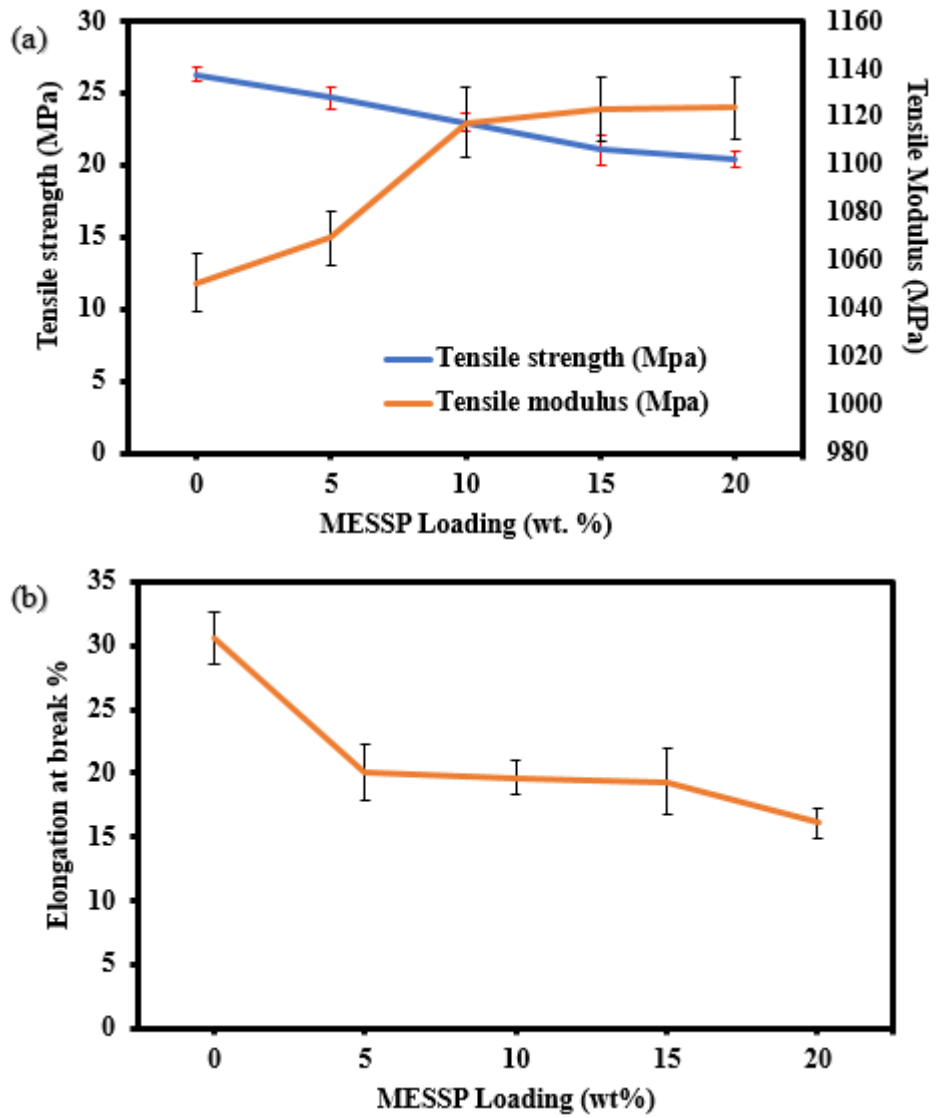 (a)
Tensile strength (MPa)
30
25
20
15
10
5
0
1160
1140
1120
1100
1080
1060
1040
1020
1000
980
Tensile Modulus (MPa)
Tensile strength (Mpa)
Tensile modulus (Mpa)
0 5 10 15 20
MESSP Loading (wt. %)
(b)
Elongation at break %
35
30
25
20
15
10
5
0
0 5 10 15 20
MESSP Loading (wt%)